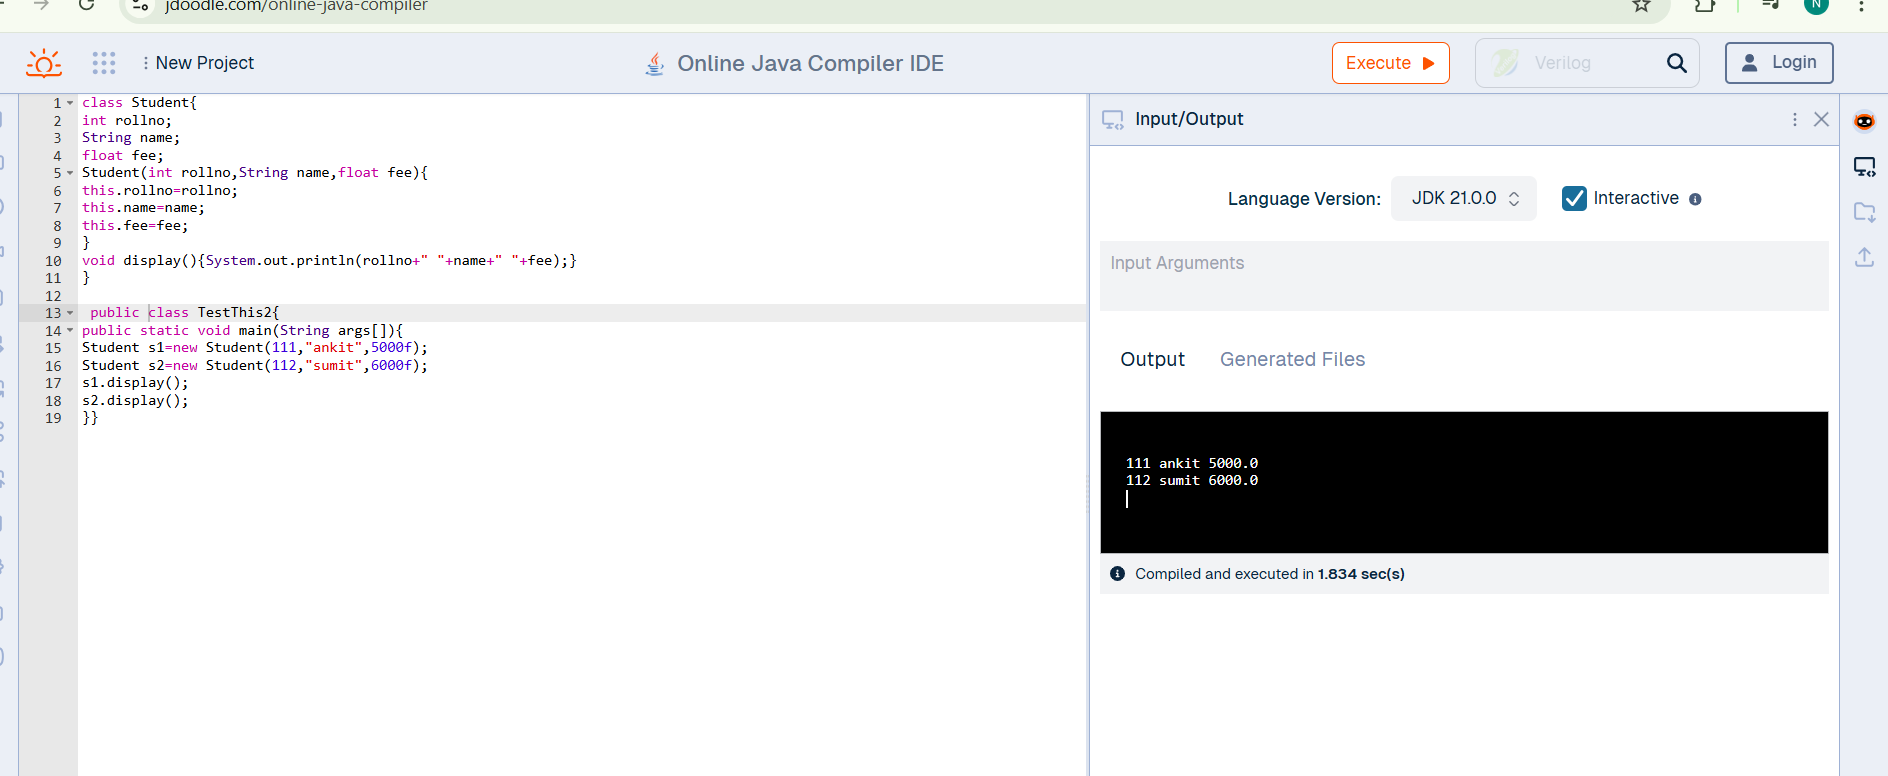 jdoodle.com/online-java-compiler
N
New Project
Online Java Compiler IDE
Execute
Verilog
Login
1 class Student{
2 int rollno;
3 String name;
4 float fee;
5 Student(int rollno,String name,float fee){
6 this.rollno=rollno;
7 this.name=name;
8 this.fee=fee;
9 }
10 void display(){System.out.println(rollno+" "+name+" "+fee);}
11 }
12
13 public class TestThis2{
14 public static void main(String args[]){
15 Student s1=new Student(111,"ankit",5000f);
16 Student s2=new Student(112,"sumit",6000f);
17 s1.display();
18 s2.display();
19 }}
Input/Output
Language Version:
JDK 21.0.0
Interactive
Input Arguments
Output
Generated Files
111 ankit 5000.0
112 sumit 6000.0
Compiled and executed in 1.834 sec(s)